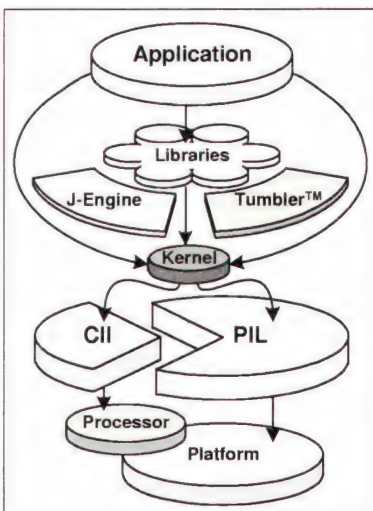 Application
Libraries
J-Engine
Tumbler™
Kernel
CII
PIL
Processor
Platform